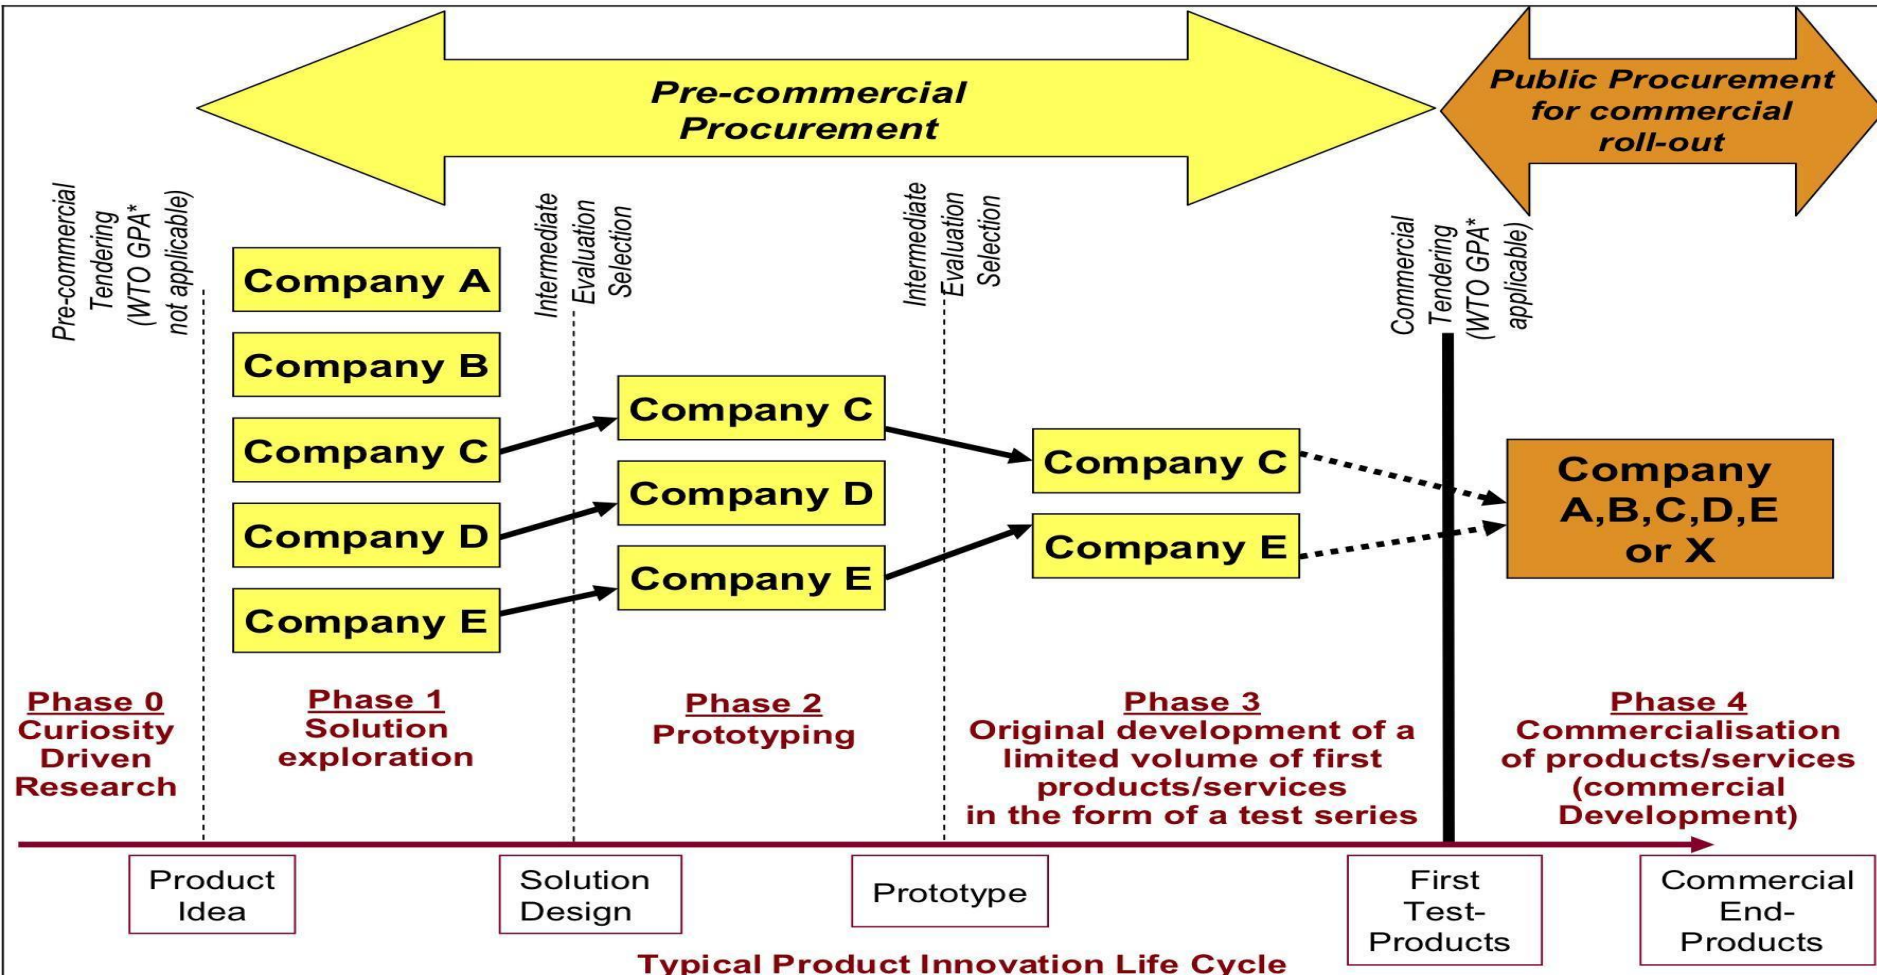 Pre-commercial
Procurement
Public Procurement
for commercial
roll-out
Pre-commercial
Tendering
(WTO GPA*
not applicable)
Intermediate
Evaluation
Selection
Intermediate
Evaluation
Selection
Commercial
Tendering
(WTO GPA*
applicable)
Company A
Company B
Company C
Company D
Company E
Company C
Company D
Company E
Company C
Company E
Company
A,B,C,D,E
or X
Phase 0
Curiosity
Driven
Research
Phase 1
Solution
exploration
Phase 2
Prototyping
Phase 3
Original development of a
limited volume of first
products/services
in the form of a test series
Phase 4
Commercialisation
of products/services
(commercial
Development)
Product
Idea
Solution
Design
Prototype
First
Test-
Products
Commercial
End-
Products
Typical Product Innovation Life Cycle